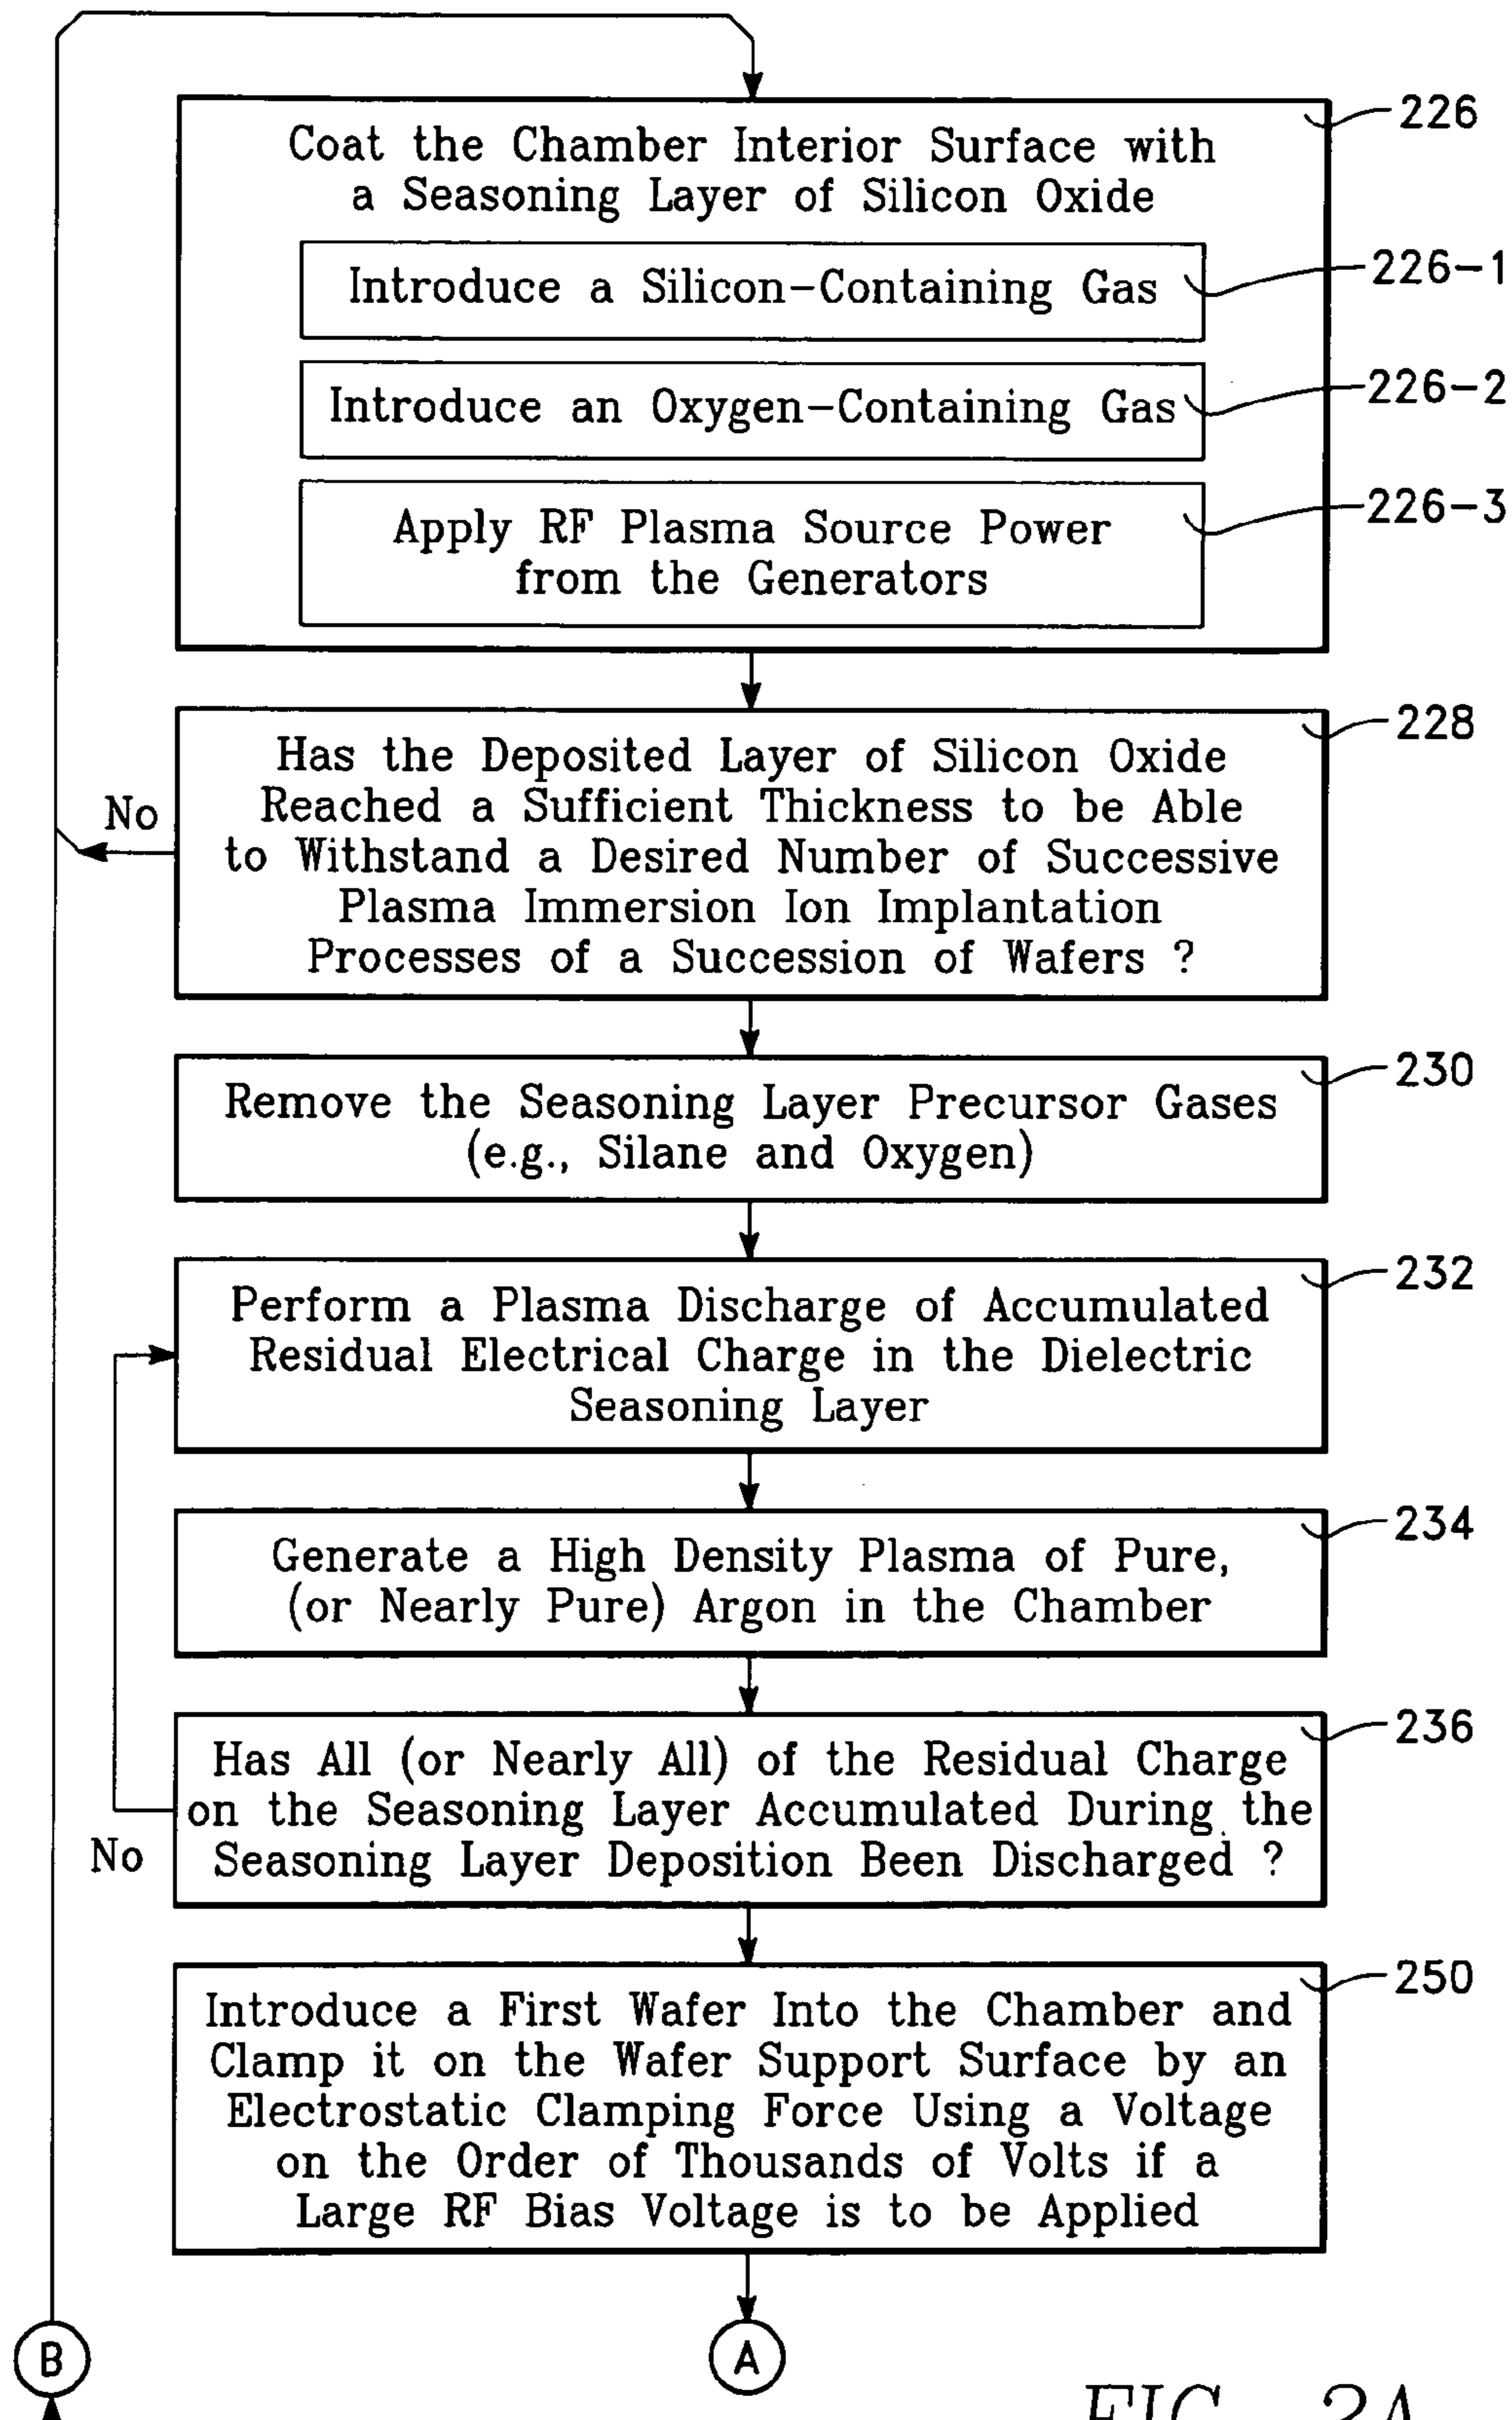 226
Coat the Chamber Interior Surface with
a Seasoning Layer of Silicon Oxide
226-1
Introduce a Silicon-Containing Gas
226-2
Introduce an Oxygen-Containing Gas
226-3
Apply RF Plasma Source Power
from the Generators
228
Has the Deposited Layer of Silicon Oxide
Reached a Sufficient Thickness to be Able
to Withstand a Desired Number of Successive
Plasma Immersion Ion Implantation
Processes of a Succession of Wafers ?
No
230
Remove the Seasoning Layer Precursor Gases
(e.g., Silane and Oxygen)
232
Perform a Plasma Discharge of Accumulated
Residual Electrical Charge in the Dielectric
Seasoning Layer
234
Generate a High Density Plasma of Pure,
(or Nearly Pure) Argon in the Chamber
236
Has All (or Nearly All) of the Residual Charge
on the Seasoning Layer Accumulated During the
Seasoning Layer Deposition Been Discharged ?
No
250
Introduce a First Wafer Into the Chamber and
Clamp it on the Wafer Support Surface by an
Electrostatic Clamping Force Using a Voltage
on the Order of Thousands of Volts if a
Large RF Bias Voltage is to be Applied
B
A